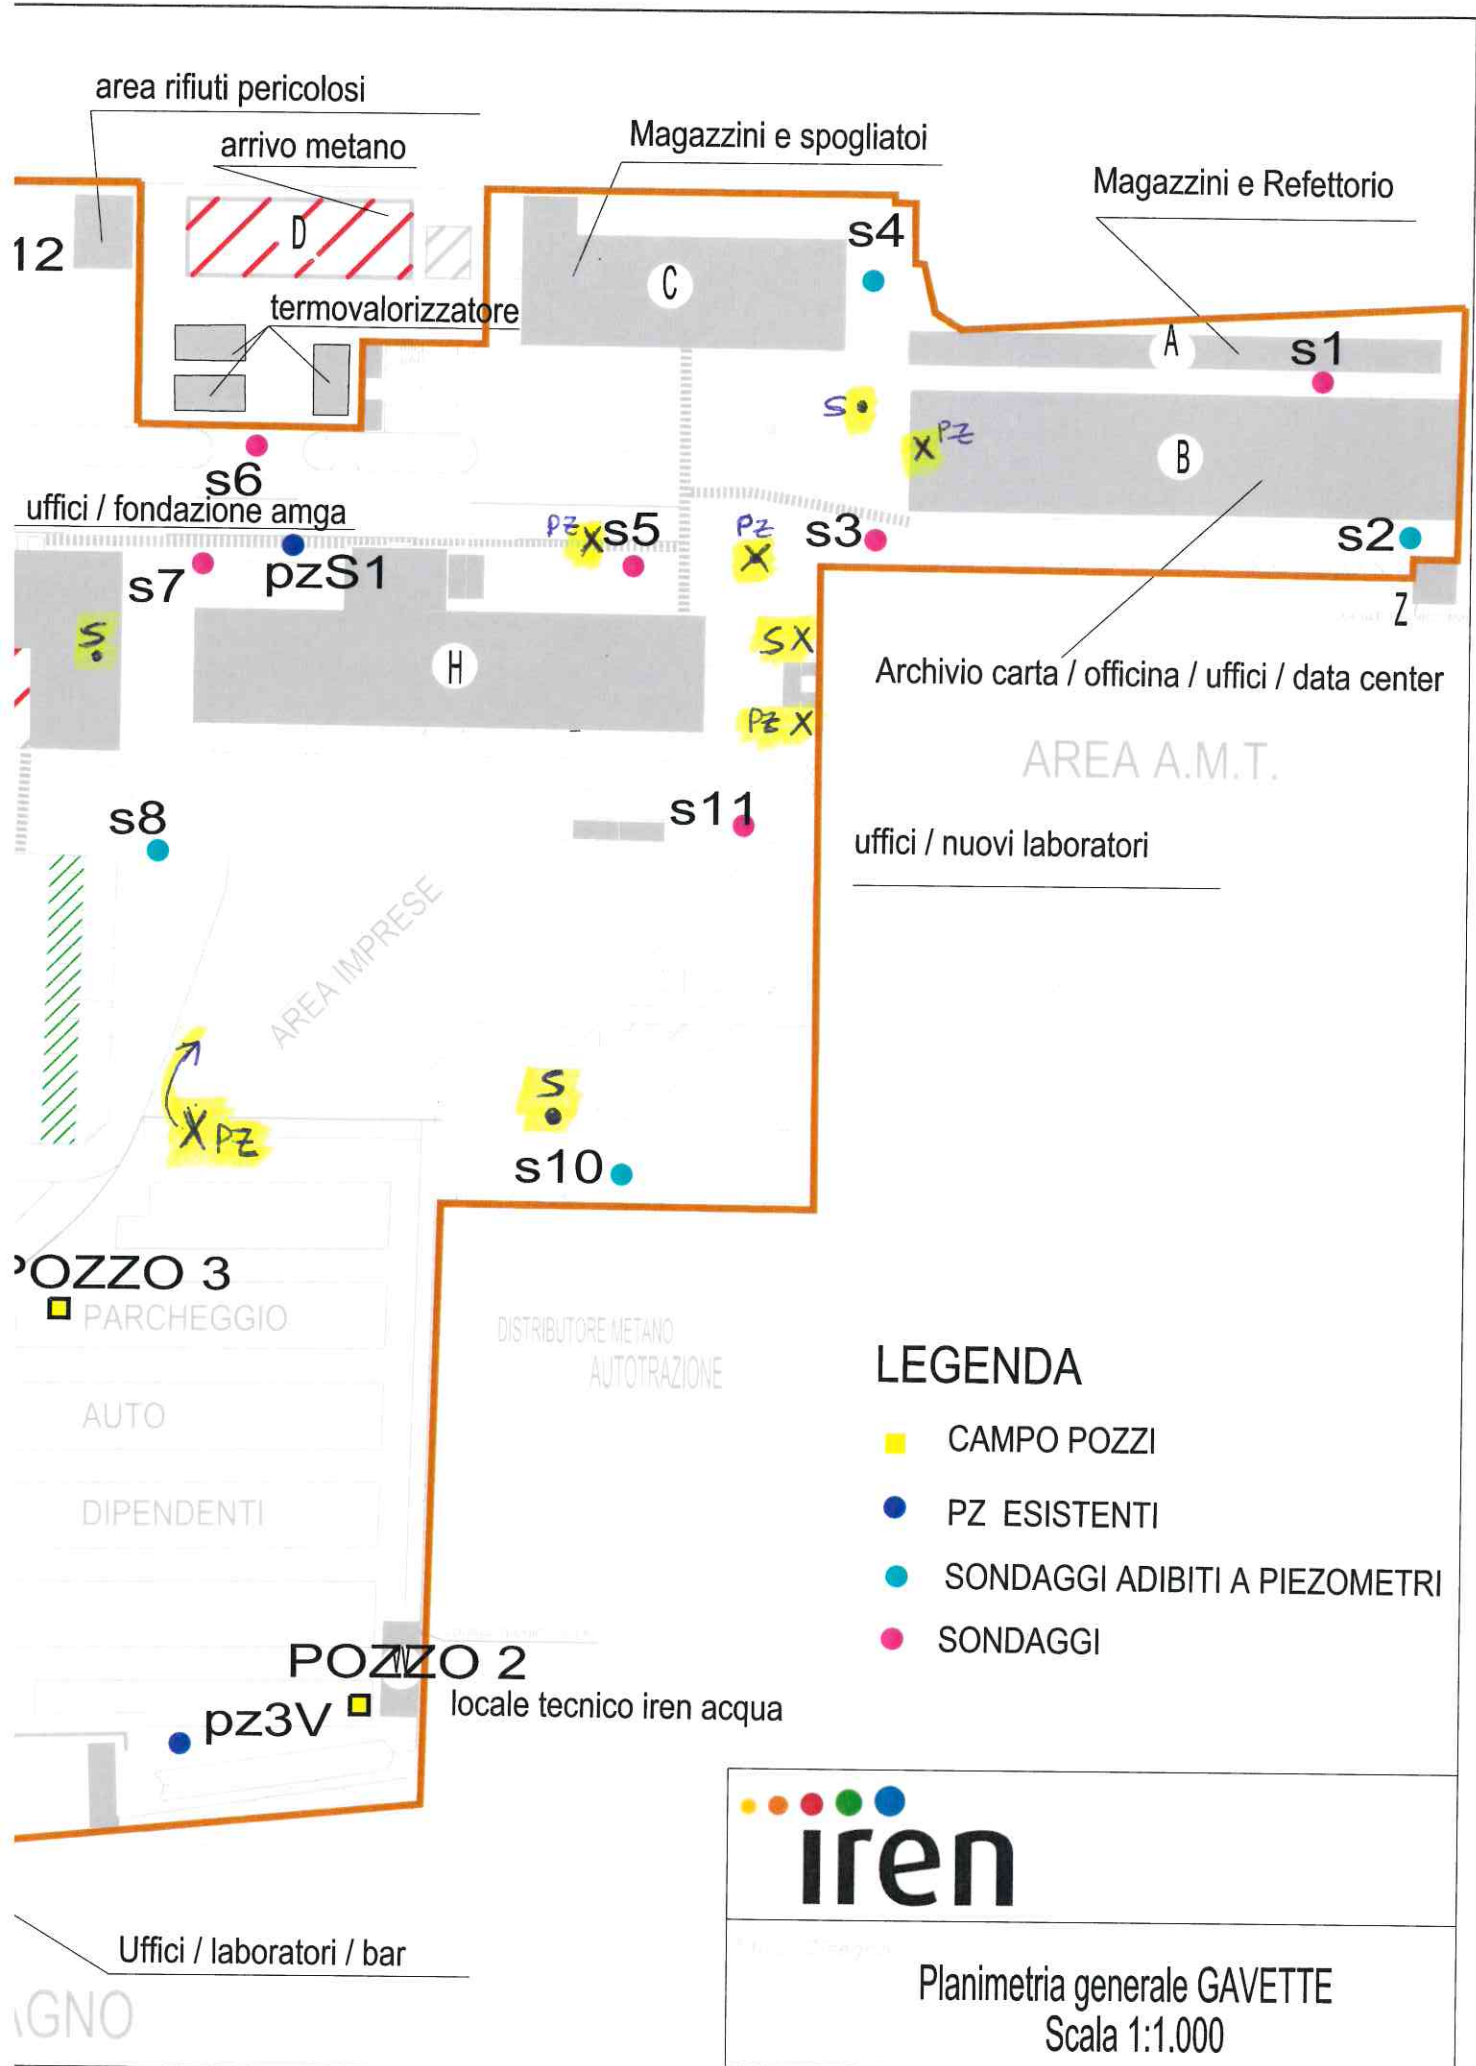 area rifiuti pericolosi
arrivo metano
Magazzini e spogliatoi
Magazzini e Refettorio
12
D
s4
C
termovalorizzatore
A
s1
S
PZ
B
s6
uffici / fondazione amga
PZ
s5
PZ
s3
s2
s7
pzS1
Z
S
S
H
Archivio carta / officina / uffici / data center
PZ
AREA A.M.T.
s8
s11
uffici / nuovi laboratori
AREA IMPRESE
S
PZ
s10
POZZO 3
PARCHEGGIO
DISTRIBUTORE METANO
AUTOTRAZIONE
LEGENDA
AUTO
CAMPO POZZI
DIPENDENTI
PZ ESISTENTI
SONDAGGI ADIBITI A PIEZOMETRI
SONDAGGI
POZZO 2
W
pz3V
locale tecnico iren acqua
iren
Uffici / laboratori / bar
Planimetria generale GAVETTE
Scala 1:1.000
AGNO